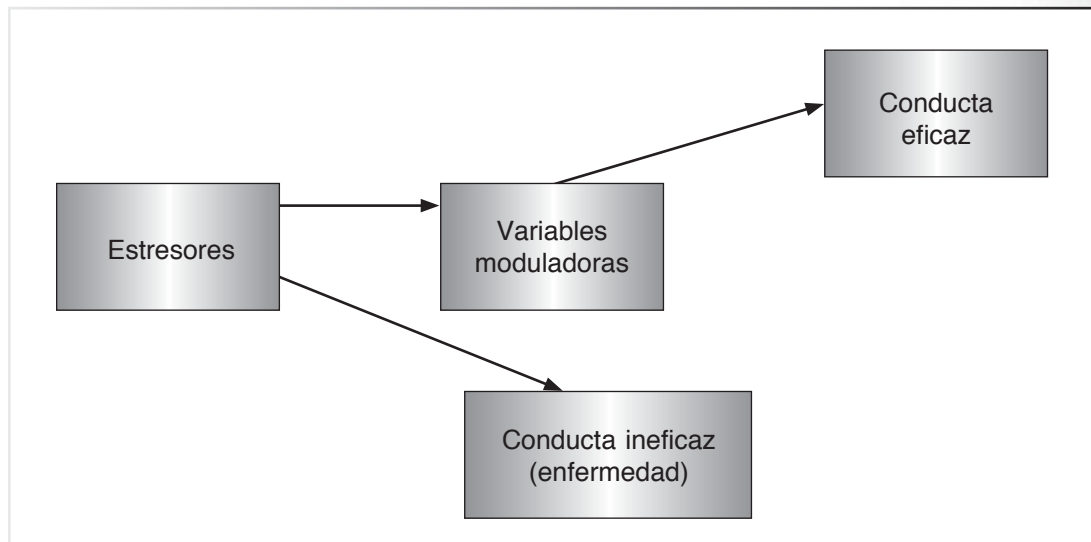 Conducta
eficaz
Estresores
Variables
moduladoras
Conducta ineficaz
(enfermedad)